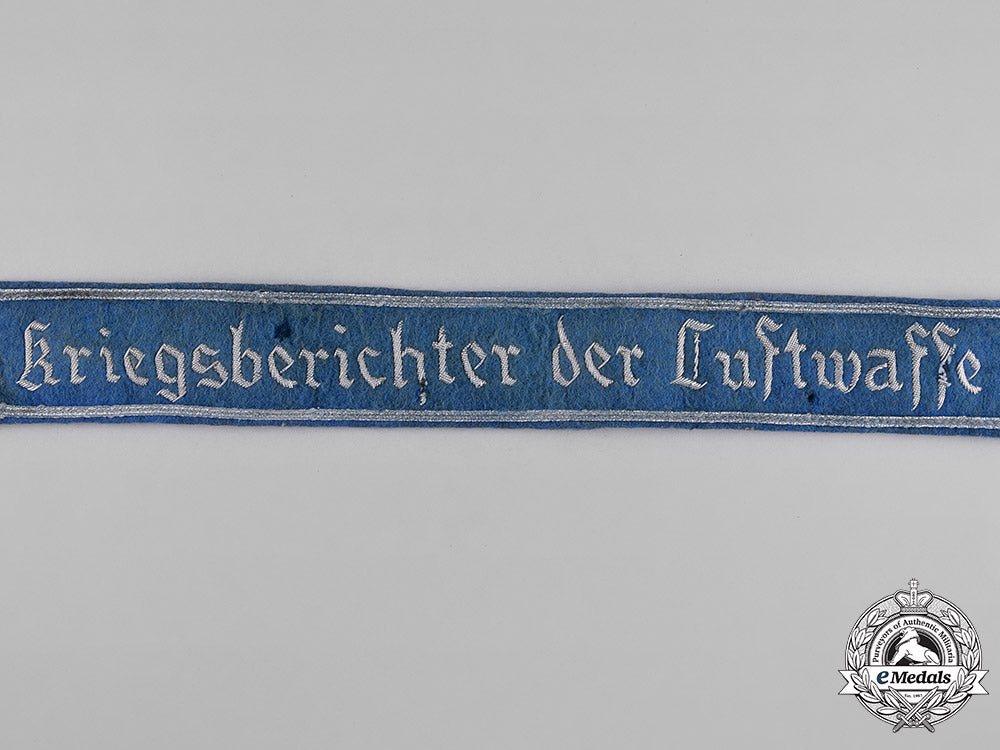 Kriegsberichter der Luftwaffe
Purveyors of Authentic Militaria
eMedals